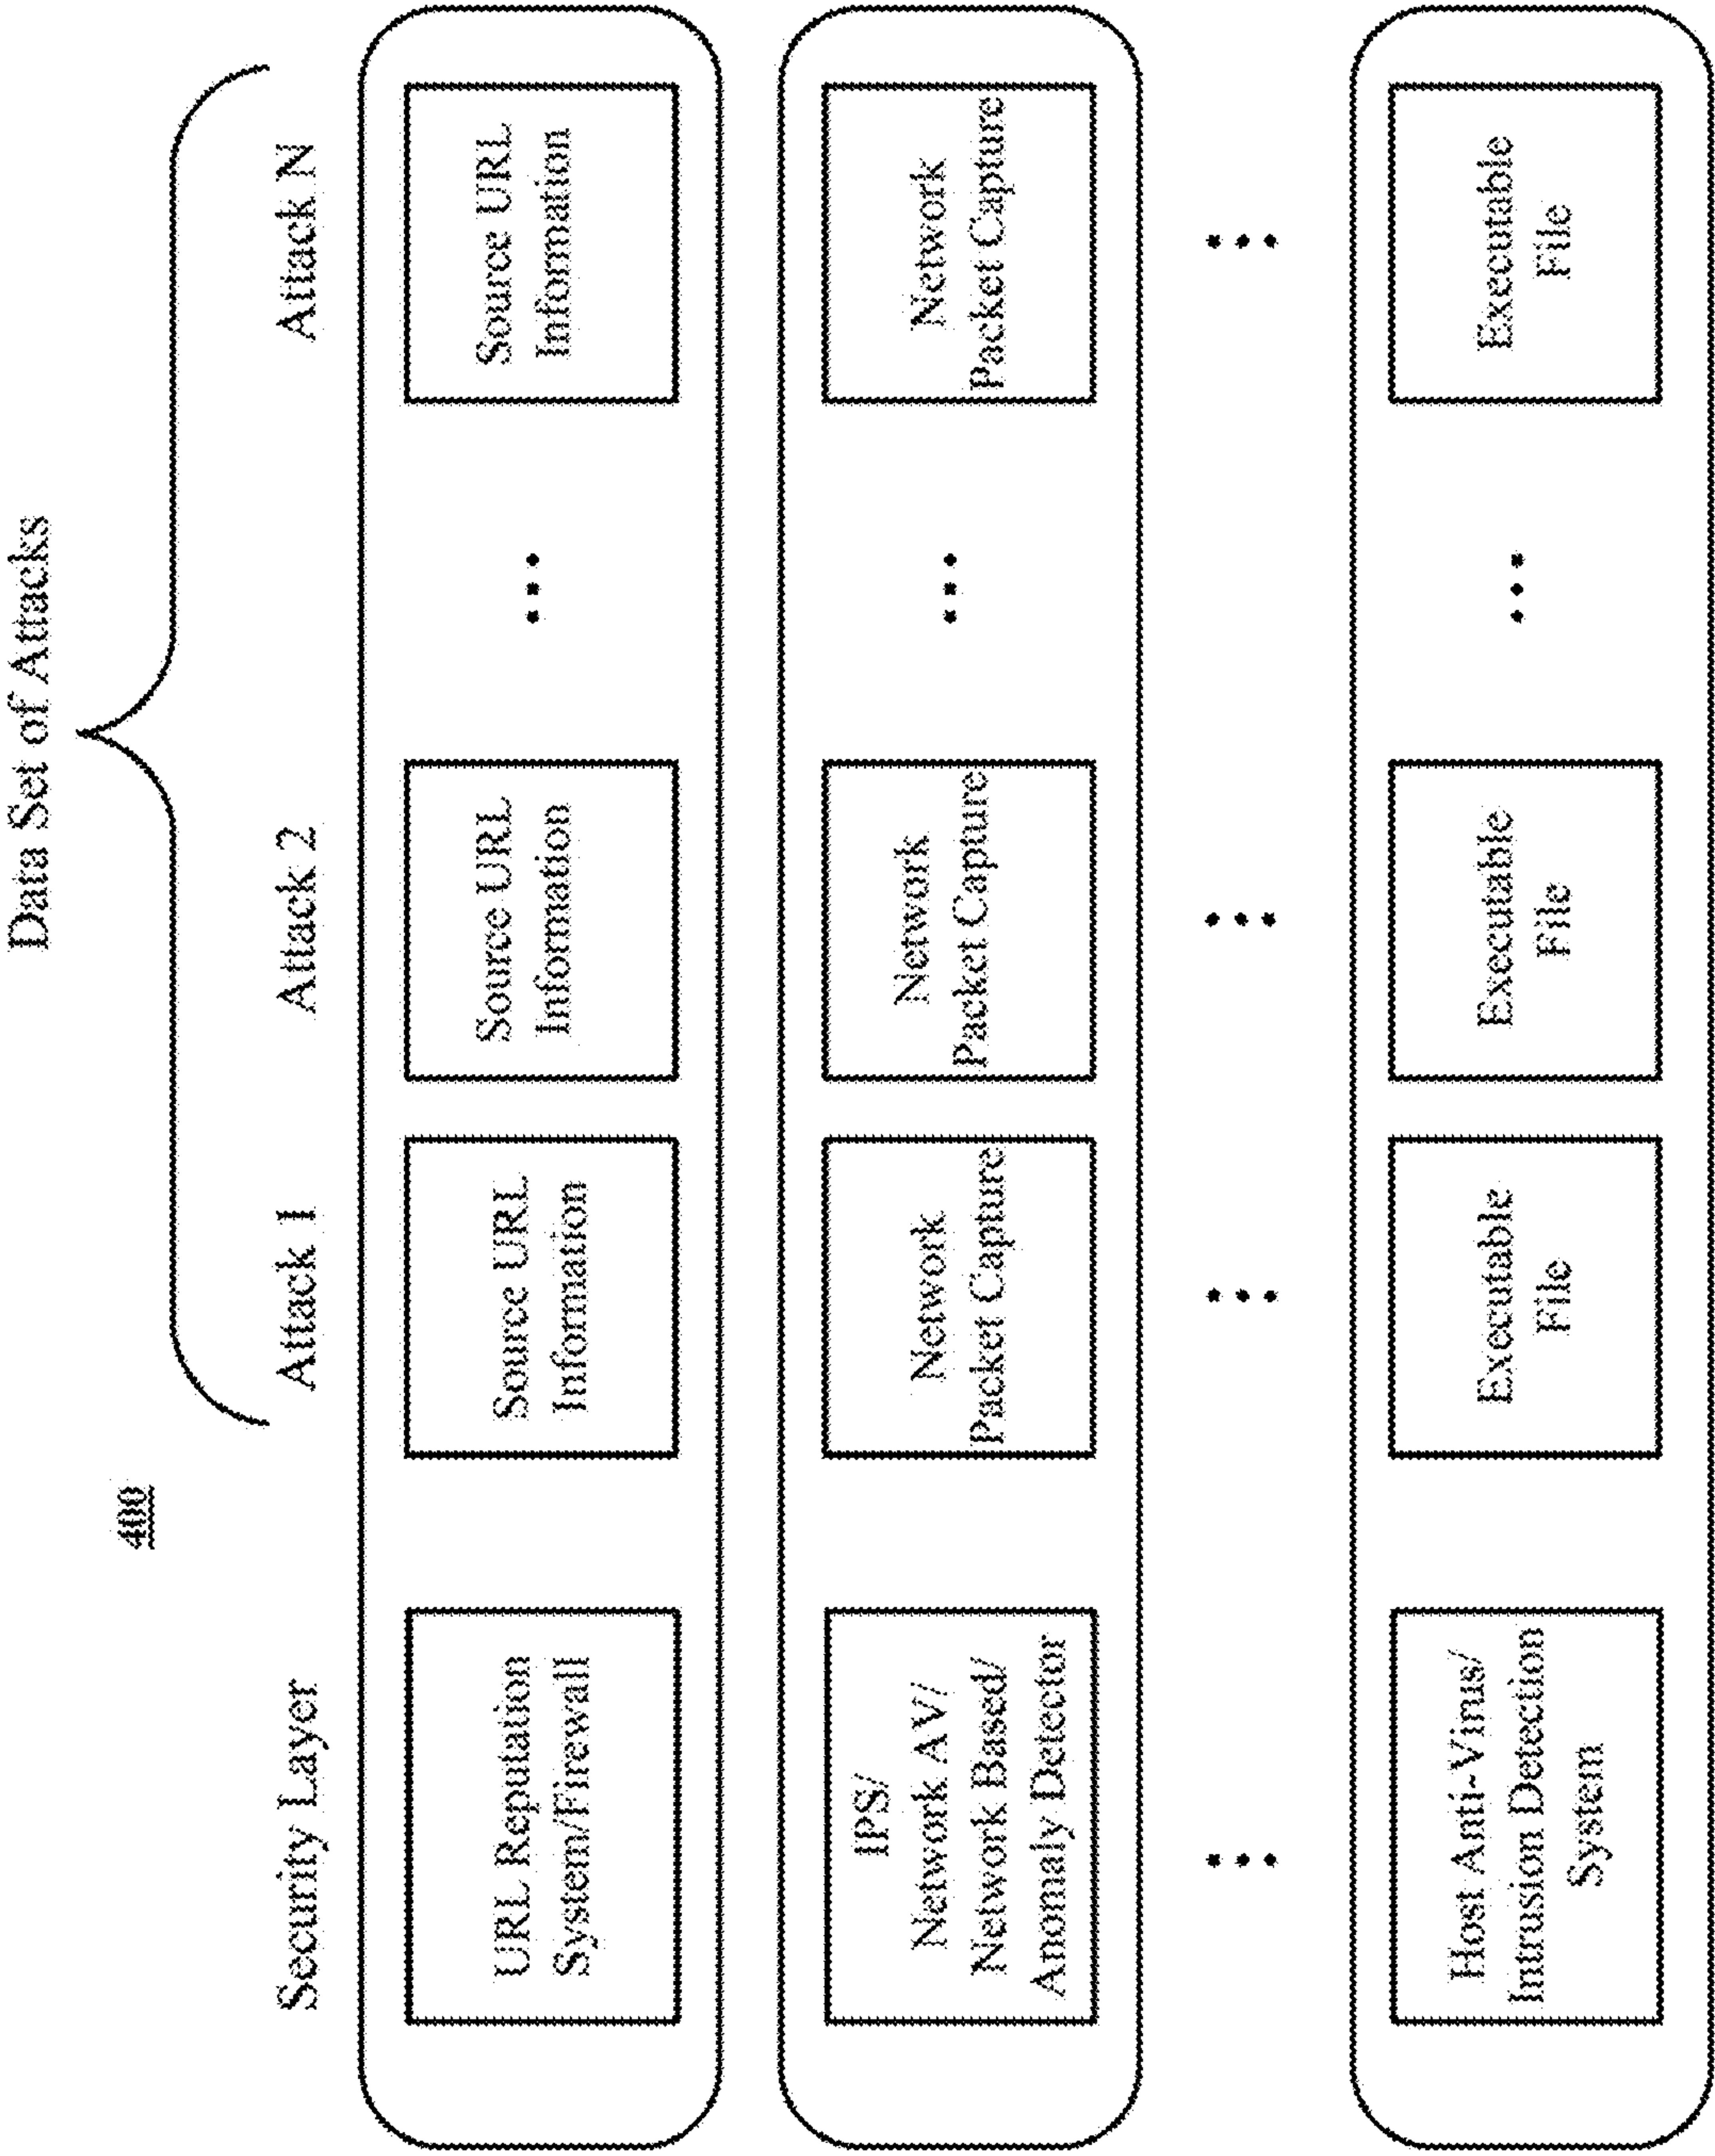 Data Set of Attacks
400
Security Layer
Attack 1
Attack 2
Attack N
URL Reputation
System/Firewall
Source URL
Information
Source URL
Information
Source URL
Information
IPS/
Network AV/
Network Based/
Anomaly Detector
Network
Packet Capture
Network
Packet Capture
Network
Packet Capture
Host Anti-Virus/
Intrusion Detection
System
Executable
File
Executable
File
Executable
File